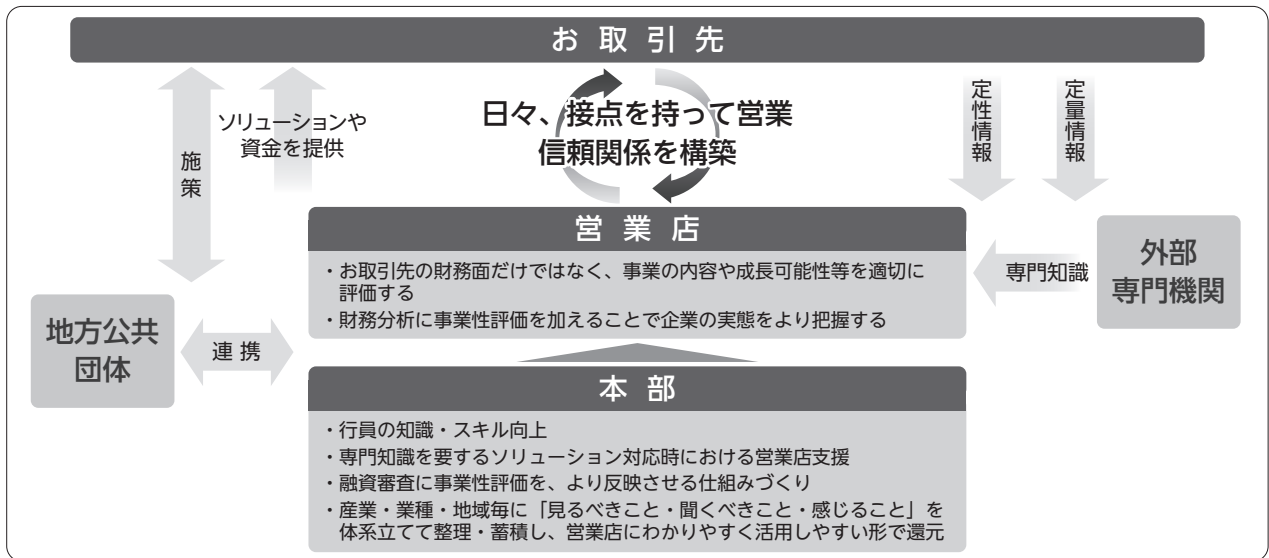 お取引先
施策
ソリューションや
資金を提供
日々、接点を持って営業
信頼関係を構築
定性情報
定量情報
営業店
・お取引先の財務面だけではなく、事業の内容や成長可能性等を適切に
評価する
・財務分析に事業性評価を加えることで企業の実態をより把握する
専門知識
外部
専門機関
地方公共
団体
連携
本部
・行員の知識・スキル向上
・専門知識を要するソリューション対応時における営業店支援
・融資審査に事業性評価を、より反映させる仕組みづくり
・産業・業種・地域毎に「見るべきこと・聞くべきこと・感じること」を
体系立てて整理・蓄積し、営業店にわかりやすく活用しやすい形で還元